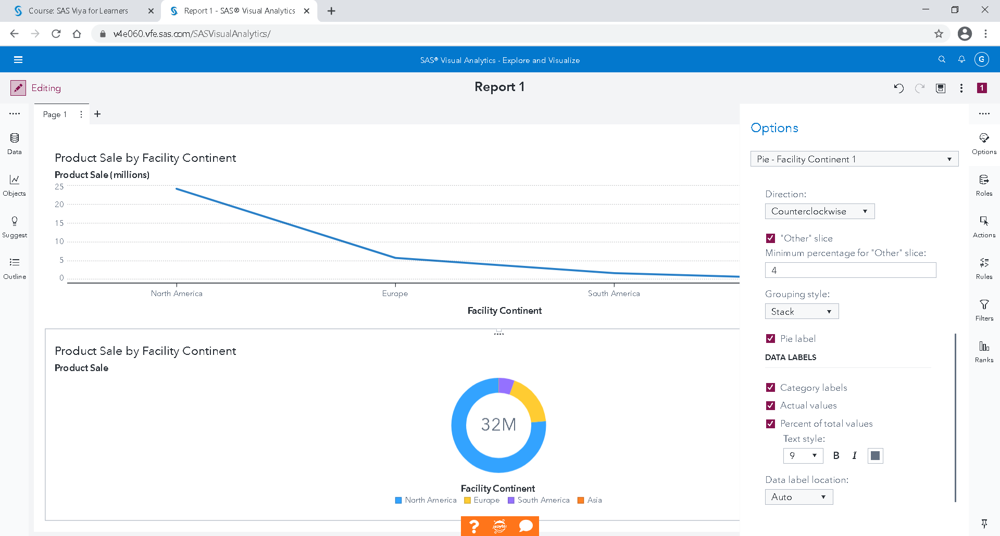 Course: SAS Viya for Learners
Report 1 - SAS® Visual Analytics
v4e060.vfe.sas.com/SASVisualAnalytics/
SAS® Visual Analytics - Explore and Visualize
G
Editing
Report 1
1
Page 1
Data
Objects
Suggest
Outline
Product Sale by Facility Continent
Product Sale (millions)
25
20
15
10
5
0
North America
Europe
South America
Facility Continent
Product Sale by Facility Continent
Product Sale
32M
Facility Continent
North America
Europe
South America
Asia
?
jupyter
Options
Pie - Facility Continent 1
Direction:
Counterclockwise
"Other" slice
Minimum percentage for "Other" slice:
4
Grouping style:
Stack
Pie label
DATA LABELS
Category labels
Actual values
Percent of total values
Text style:
9
B
I
Data label location:
Auto
Options
Roles
Actions
Rules
Filters
Ranks